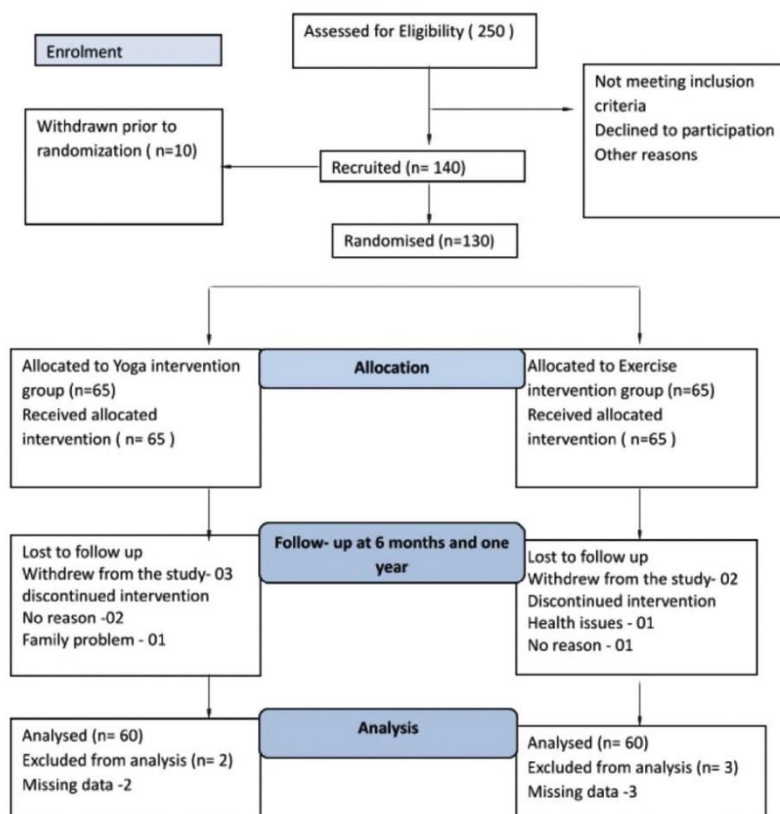 Assessed for Eligibility ( 250 )
Enrolment
Not meeting inclusion
criteria
Declined to participation
Other reasons
Withdrawn prior to
randomization ( n=10)
Recruited (n= 140)
Randomised (n=130)
Allocated to Yoga intervention
group (n=65)
Received allocated
intervention ( n= 65 )
Allocation
Allocated to Exercise
intervention group (n=65)
Received allocated
intervention ( n=65 )
Lost to follow up
Withdrew from the study- 03
discontinued intervention
No reason -02
Family problem - 01
Follow- up at 6 months and one
year
Lost to follow up
Withdrew from the study- 02
Discontinued intervention
Health issues - 01
No reason - 01
Analysed (n= 60)
Excluded from analysis (n= 2)
Missing data -2
Analysis
Analysed (n= 60)
Excluded from analysis (n= 3)
Missing data -3